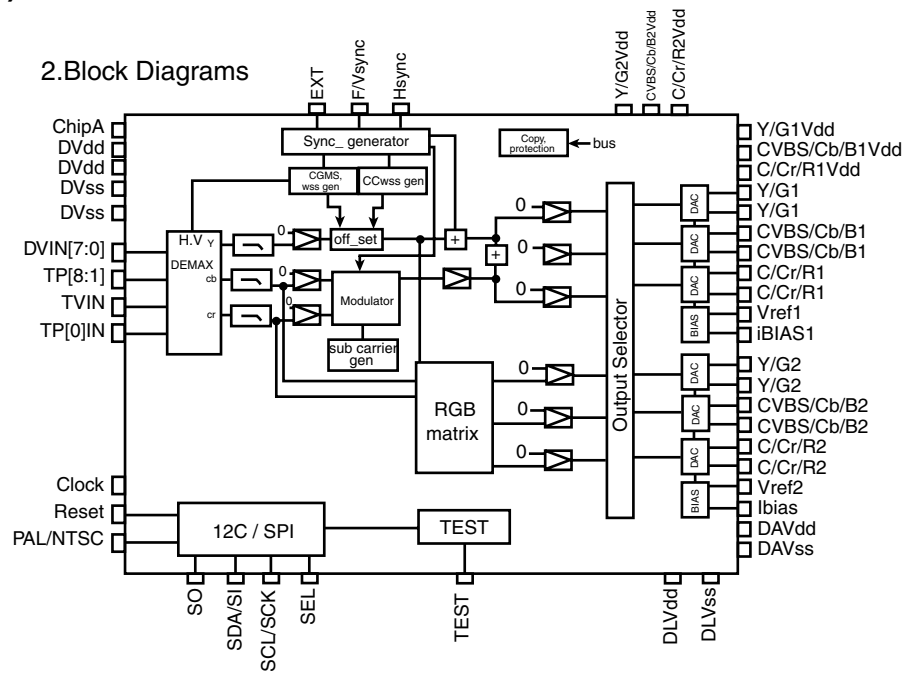 2.Block Diagrams
EXT
F/Vsync
Hsync
Y/G2Vdd
CVBS/Cb/B2Vdd
C/Cr/R2Vdd
ChipA
DVdd
DVdd
DVss
DVss
DVIN[7:0]
TP[8:1]
TVIN
TP[0]IN
Clock
Reset
PAL/NTSC
Sync_ generator
CGMS,
wss gen
CCwss gen
Copy,
protection
bus
H.V
Y
DEMAX
cb
cr
0
0
0
off_set
Modulator
sub carrier
gen
+
+
0
0
0
RGB
matrix
0
0
0
Output Selector
DAC
DAC
DAC
BIAS
DAC
DAC
DAC
BIAS
Y/G1Vdd
CVBS/Cb/B1Vdd
C/Cr/R1Vdd
Y/G1
Y/G1
CVBS/Cb/B1
CVBS/Cb/B1
C/Cr/R1
C/Cr/R1
Vref1
iBIAS1
Y/G2
Y/G2
CVBS/Cb/B2
CVBS/Cb/B2
C/Cr/R2
C/Cr/R2
Vref2
Ibias
DAVdd
DAVss
12C / SPI
TEST
SO
SDA/SI
SCL/SCK
SEL
TEST
DLVdd
DLVss